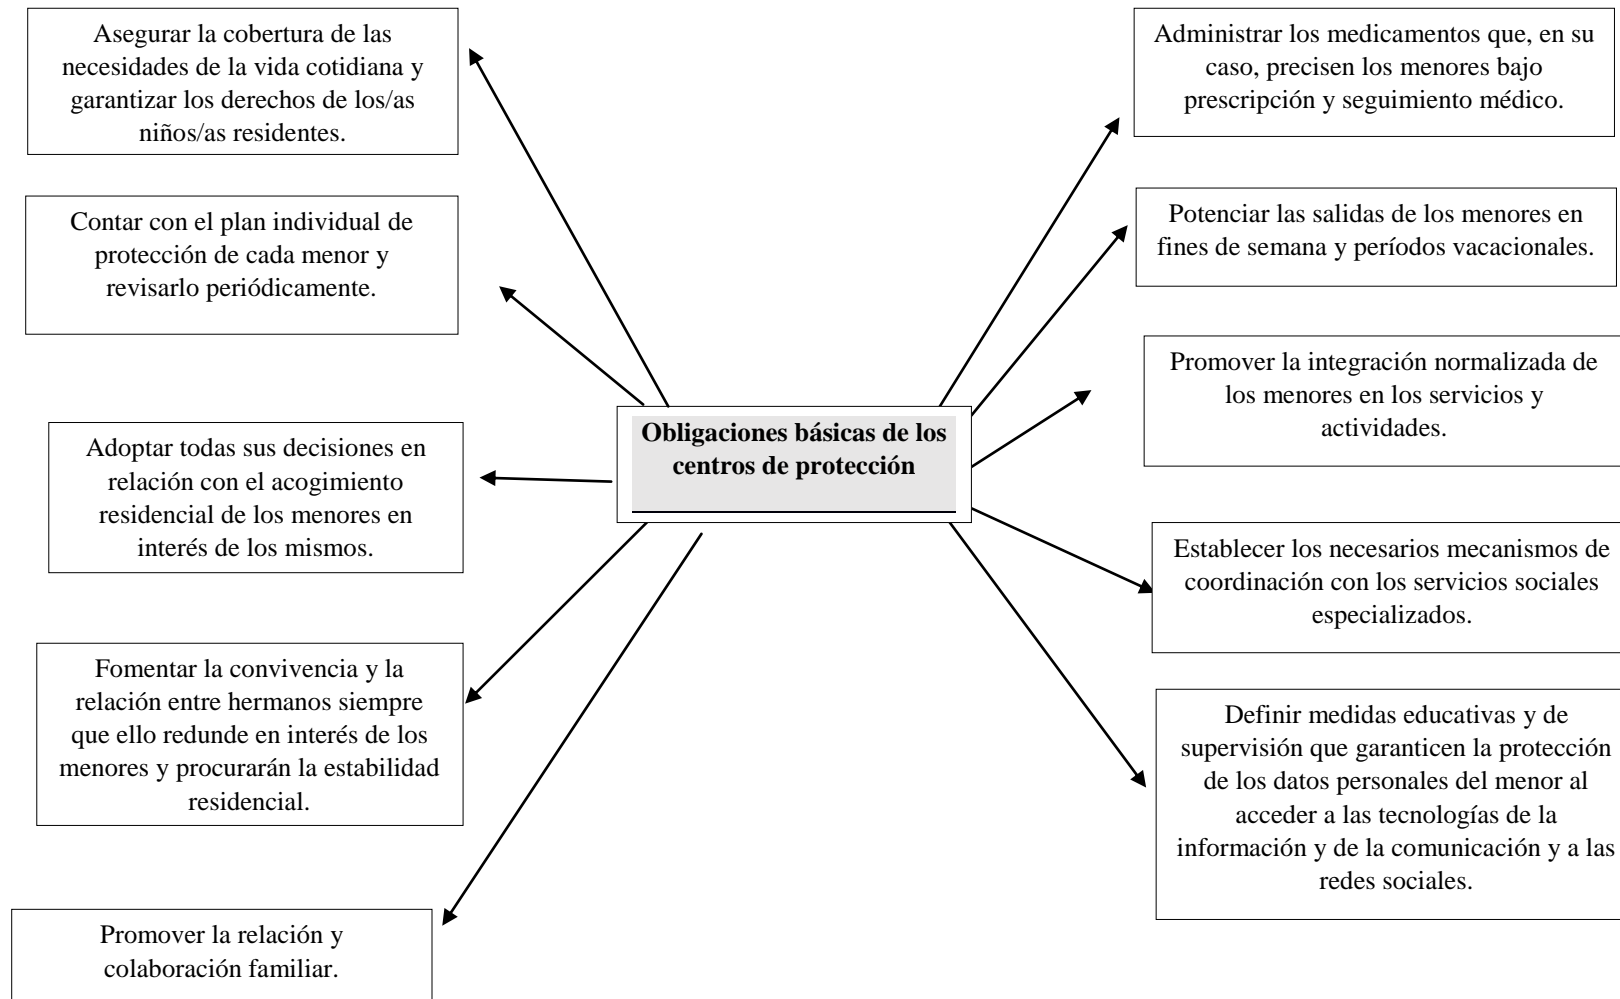 Asegurar la cobertura de las
necesidades de la vida cotidiana y
garantizar los derechos de los/as
niños/as residentes.
Contar con el plan individual de
protección de cada menor y
revisarlo periódicamente.
Adoptar todas sus decisiones en
relación con el acogimiento
residencial de los menores en
interés de los mismos.
Fomentar la convivencia y la
relación entre hermanos siempre
que ello redunde en interés de los
menores y procurarán la estabilidad
residencial.
Promover la relación y
colaboración familiar.
Obligaciones básicas de los
centros de protección
Administrar los medicamentos que, en su
caso, precisen los menores bajo
prescripción y seguimiento médico.
Potenciar las salidas de los menores en
fines de semana y períodos vacacionales.
Promover la integración normalizada de
los menores en los servicios y
actividades.
Establecer los necesarios mecanismos de
coordinación con los servicios sociales
especializados.
Definir medidas educativas y de
supervisión que garanticen la protección
de los datos personales del menor al
acceder a las tecnologías de la
información y de la comunicación y a las
redes sociales.